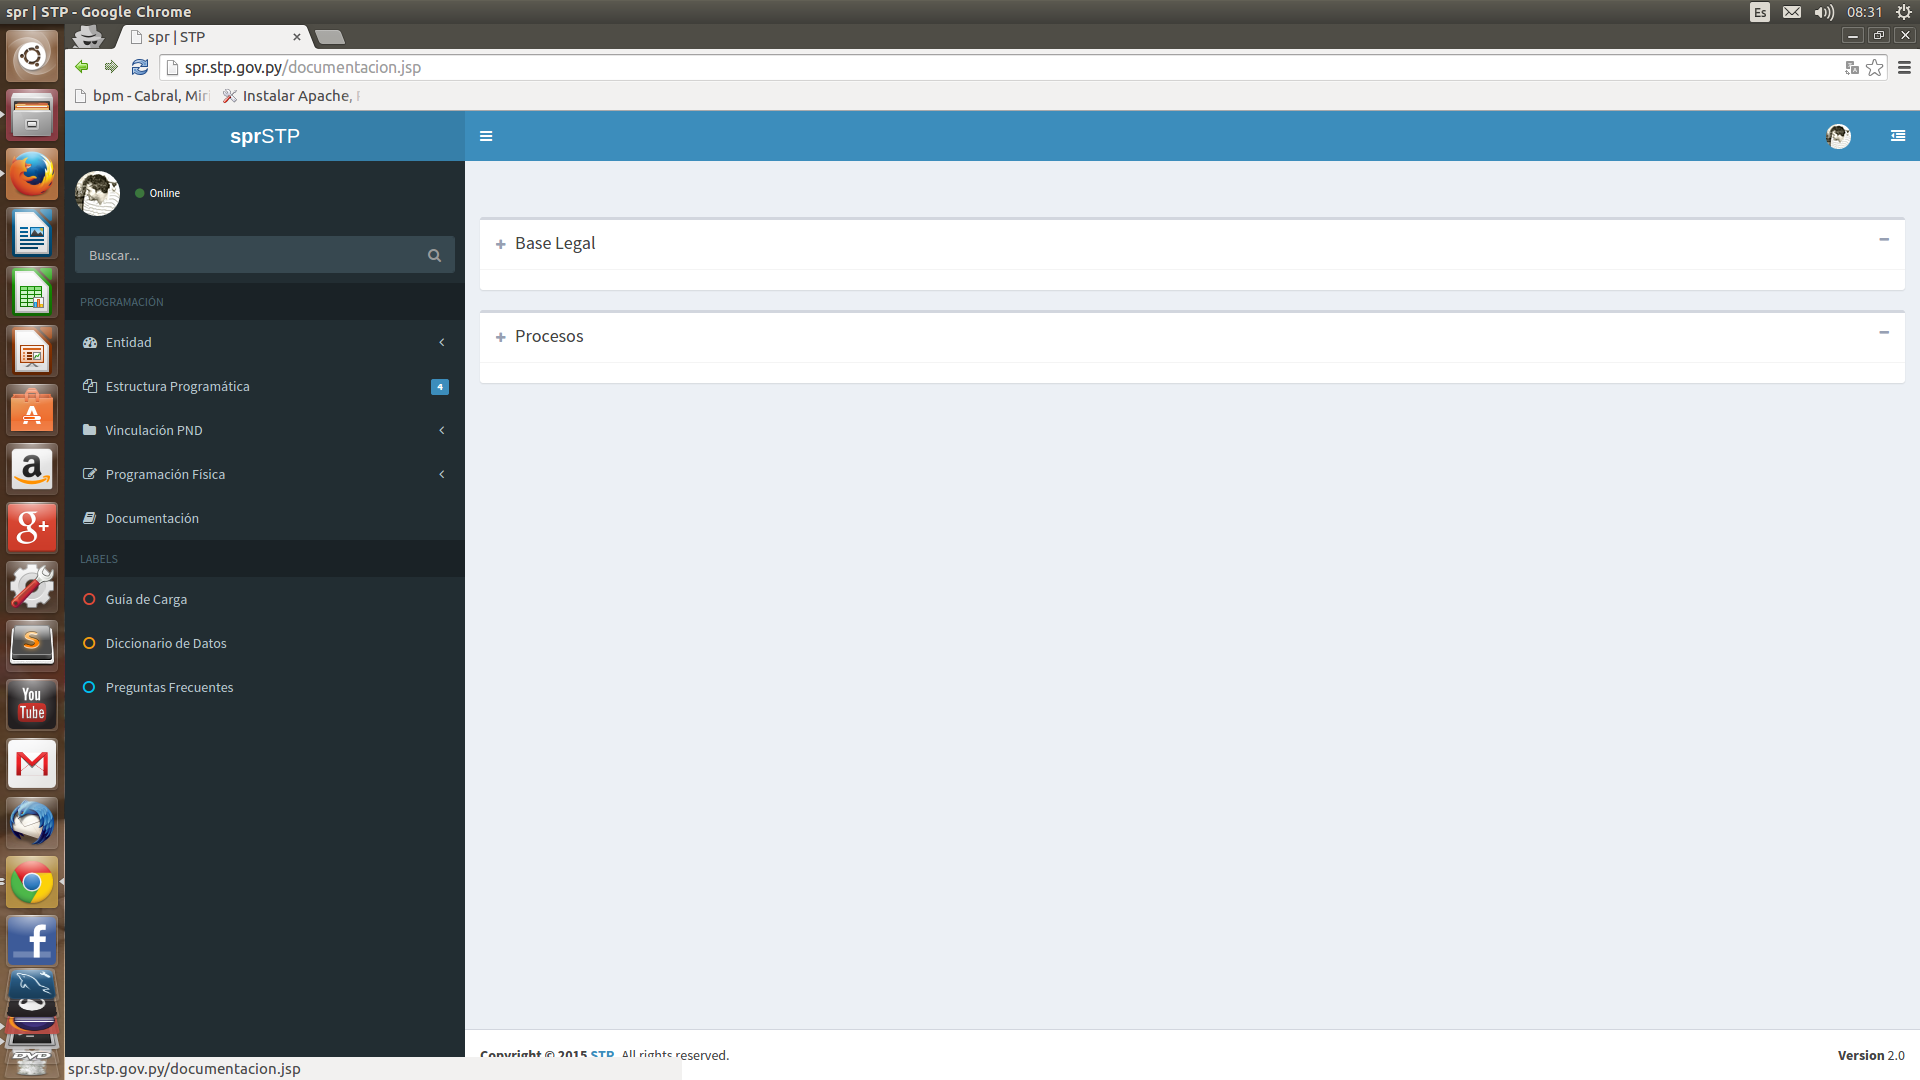 spr | STP - Google Chrome
Es
08:31
spr | STP
spr.stp.gov.py/documentacion.jsp
bpm - Cabral, Mir
Instalar Apache,
sprSTP
Online
Buscar...
PROGRAMACIÓN
Entidad
Estructura Programática
4
Vinculación PND
Programación Física
Documentación
LABELS
Guía de Carga
Diccionario de Datos
Preguntas Frecuentes
Base Legal
Procesos
Copyright © 2015 STP. All rights reserved.
Version 2.0
spr.stp.gov.py/documentacion.jsp
You
Tube
DVD